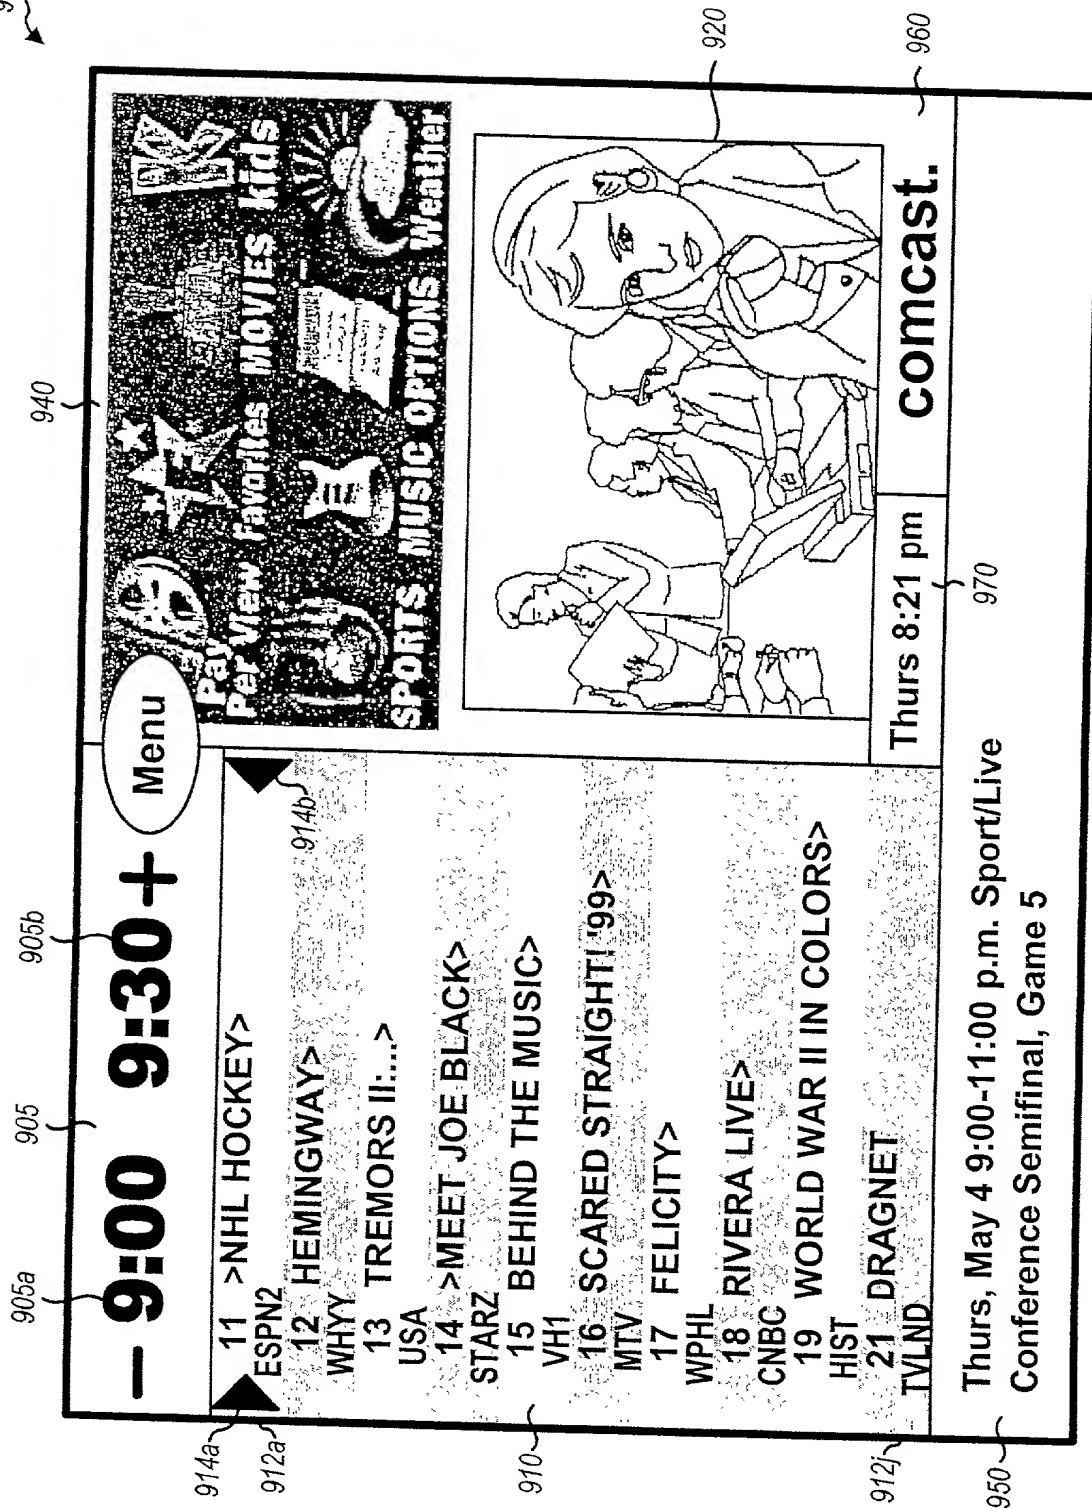 940
905b
905
905a
– 9:00 9:30+
Menu
Pay
Per View Favorites MOVIES Kids
SPORTS MUSIC OPTIONS Weather
914a
912a
914b
11 >NHL HOCKEY>
ESPN2
12 HEMINGWAY>
WHYY
13 TREMORS II:...>
USA
14 >MEET JOE BLACK>
STARZ
15 BEHIND THE MUSIC>
VH1
16 SCARED STRAIGHT! '99>
MTV
17 FELICITY>
WPHL
18 RIVERA LIVE>
CNBC
19 WORLD WAR II IN COLORS>
HIST
21 DRAGNET
TVLND
910
912j
920
960
Thurs 8:21 pm
comcast.
970
Thurs, May 4 9:00-11:00 p.m. Sport/Live
Conference Semifinal, Game 5
950